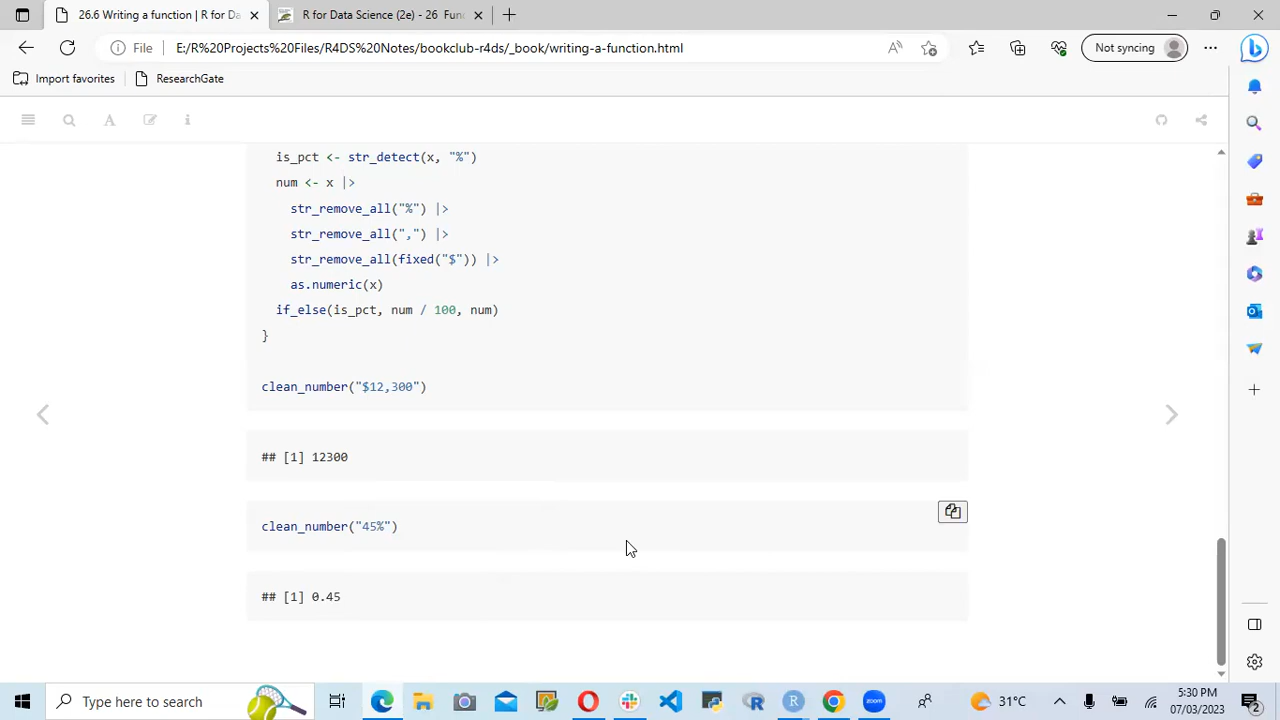 26.6 Writing a function | R for Da
R for Data Science (2e) - 26 Fun
File
E:/R%20Projects%20Files/R4DS%20Notes/bookclub-r4ds/_book/writing-a-function.html
Not syncing
Import favorites
ResearchGate
is_pct <- str_detect(x, "%")
num <- x |>
str_remove_all("%") |>
str_remove_all(",") |>
str_remove_all(fixed("$")) |>
as.numeric(x)
if_else(is_pct, num / 100, num)
}
clean_number("$12,300")
## [1] 12300
clean_number("45%")
## [1] 0.45
Type here to search
31°C
5:30 PM
07/03/2023
2